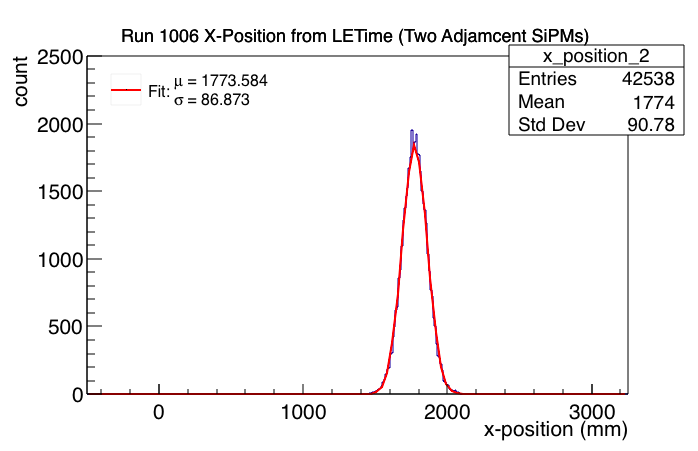 Run 1006 X-Position from LETime (Two Adjamcent SiPMs)
x_position_2
Entries 42538
Mean 1774
Std Dev 90.78
Fit: μ = 1773.584
σ = 86.873
count
2500
2000
1500
1000
500
0
0 1000 2000 3000
x-position (mm)